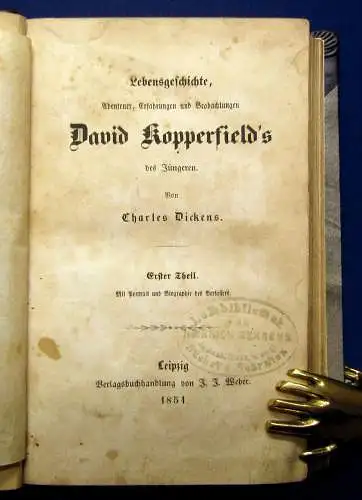 Lebensgeschichte,
Abenteuer, Erfahrungen und Beobachtungen
David Kopperfield's
des Jüngeren.
Von
Charles Dickens.
Erster Theil.
Mit Portrait und Biographie des Verfassers.
Leihbibliothek
Leipzig
Verlagsbuchhandlung von J. J. Weber.
1851